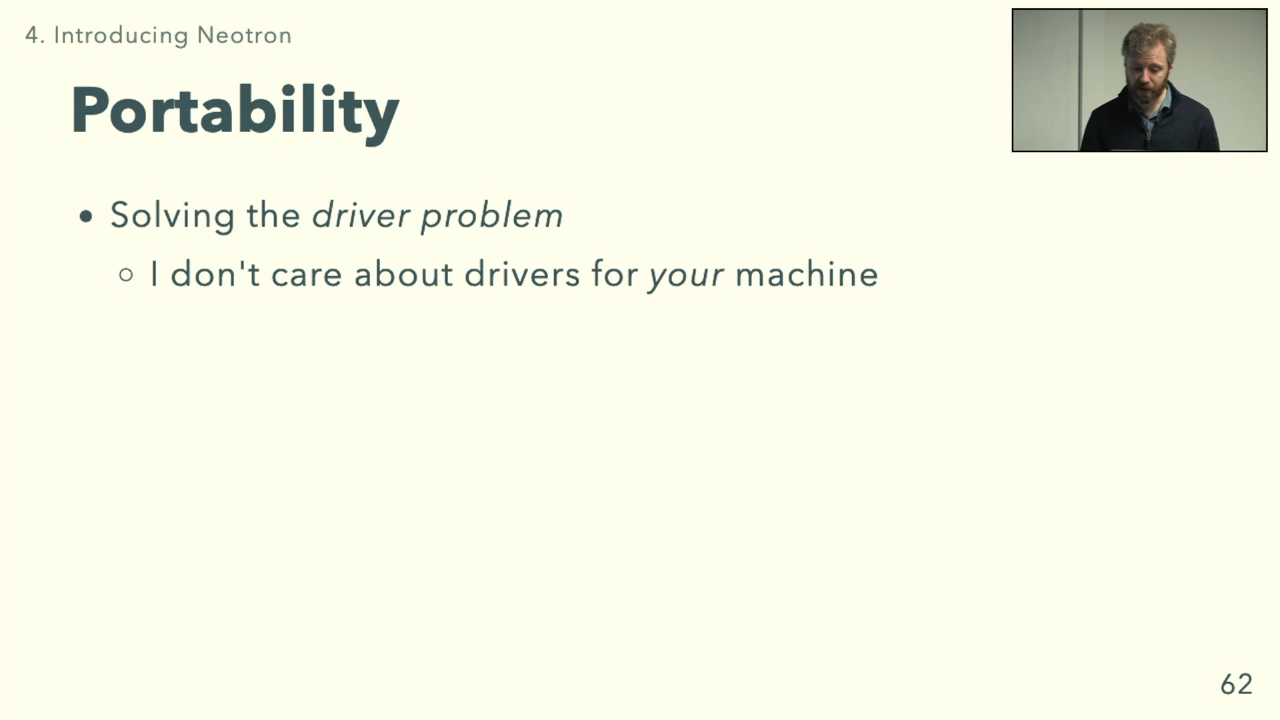 4. Introducing Neotron
Portability
• Solving the driver problem
○ I don't care about drivers for your machine
62